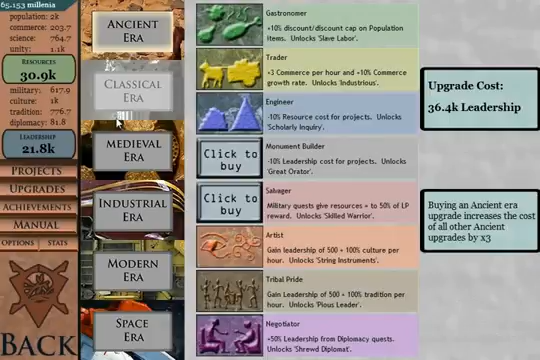 65.153 millenia
population: 2k
commerce: 203.7
science: 764.7
unity: 1.1k
Resources
30.9k
military: 617.9
culture: 1k
tradition: 776.7
diplomacy: 81.8
Leadership
21.8k
Projects
Upgrades
Achievements
Manual
Options
Stats
Back
Ancient Era
Classical Era
Medieval Era
Industrial Era
Modern Era
Space Era
Gastronomer
+10% discount/discount cap on Population
items. Unlocks 'Slave Labor'.
Trader
+3 Commerce per hour and +10% Commerce
growth rate. Unlocks 'Industrious'.
Engineer
-10% Resource cost for projects. Unlocks
'Scholarly Inquiry'.
Click to
buy
Monument Builder
-10% Leadership cost for projects. Unlocks
'Great Orator'.
Click to
buy
Salvager
Military quests give resources = to 50% of LP
reward. Unlocks 'Skilled Warrior'.
Artist
Gain leadership of 500 + 100% culture per
hour. Unlocks 'String Instruments'.
Tribal Pride
Gain Leadership of 500 + 100% tradition per
hour. Unlocks 'Pious Leader'.
Negotiator
+50% Leadership from Diplomacy quests.
Unlocks 'Shrewd Diplomat'.
Upgrade Cost:
36.4k Leadership
Buying an Ancient era
upgrade increases the cost
of all other Ancient
upgrades by x3